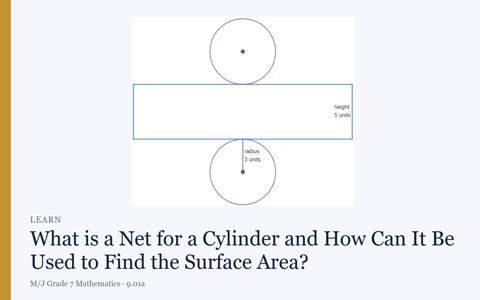 height
5 units
radius
3 units
LEARN
What is a Net for a Cylinder and How Can It Be
Used to Find the Surface Area?
M/J Grade 7 Mathematics · 9.01a